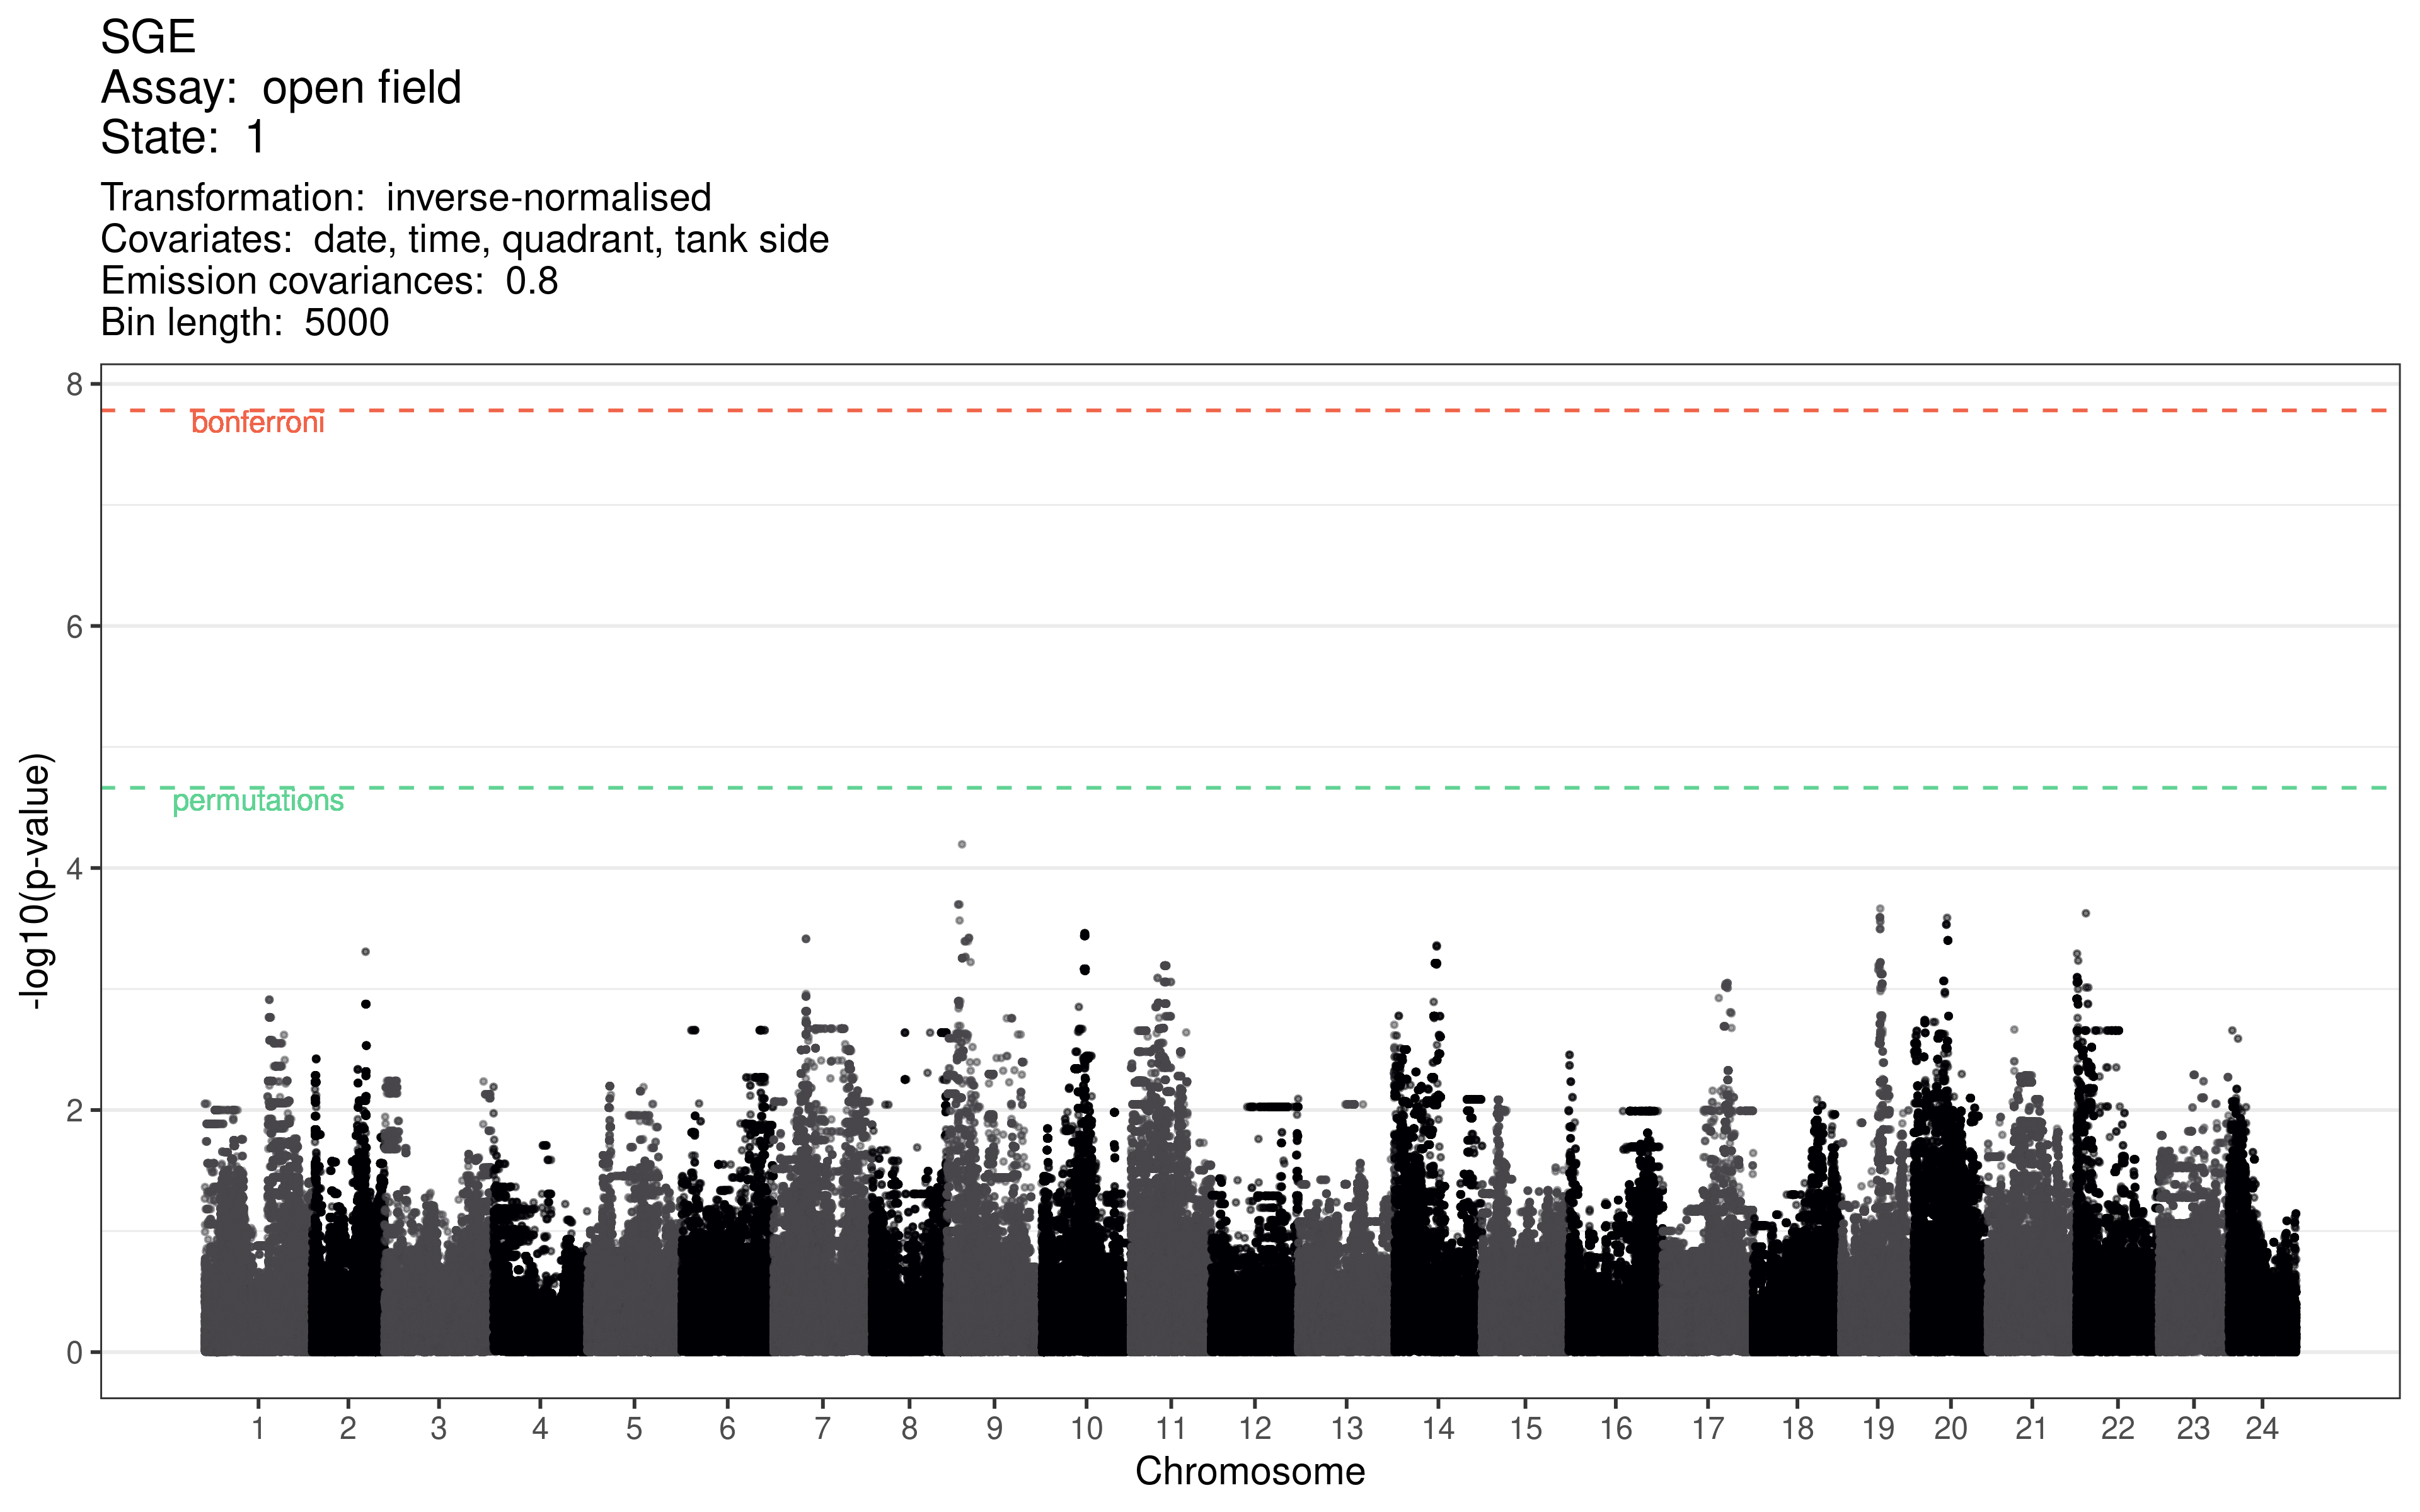 SGE
Assay: open field
State: 1
Transformation: inverse-normalised
Covariates: date, time, quadrant, tank side
Emission covariances: 0.8
Bin length: 5000
8
bonferroni
6
permutations
4
2
0
-log10(p-value)
1 2 3 4 5 6 7 8 9 10 11 12 13 14 15 16 17 18 19 20 21 22 23 24
Chromosome